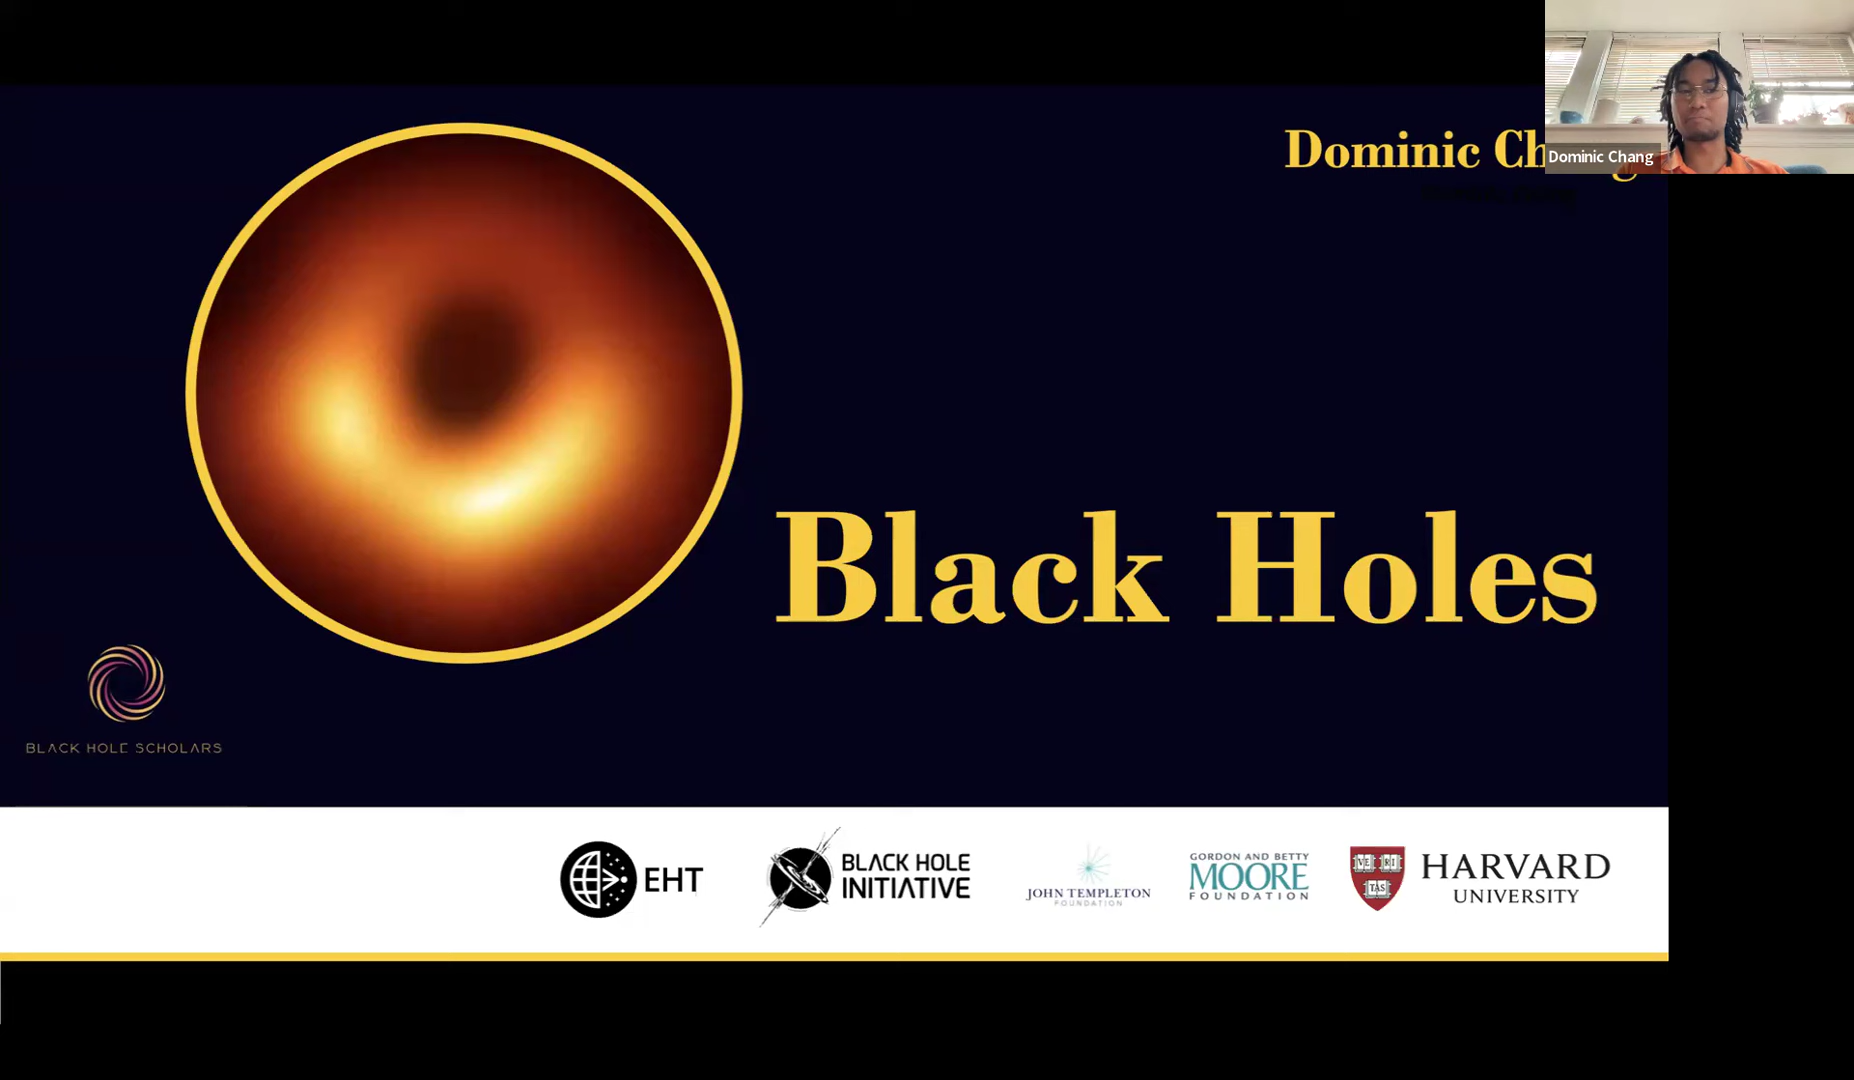 Dominic Ch
g
Dominic Chang
Black Holes
BLACK HOLE SCHOLARS
EHT
BLACK HOLE
INITIATIVE
JOHN TEMPLETON
FOUNDATION
GORDON AND BETTY
MOORE
FOUNDATION
VE RI
TAS
HARVARD
UNIVERSITY